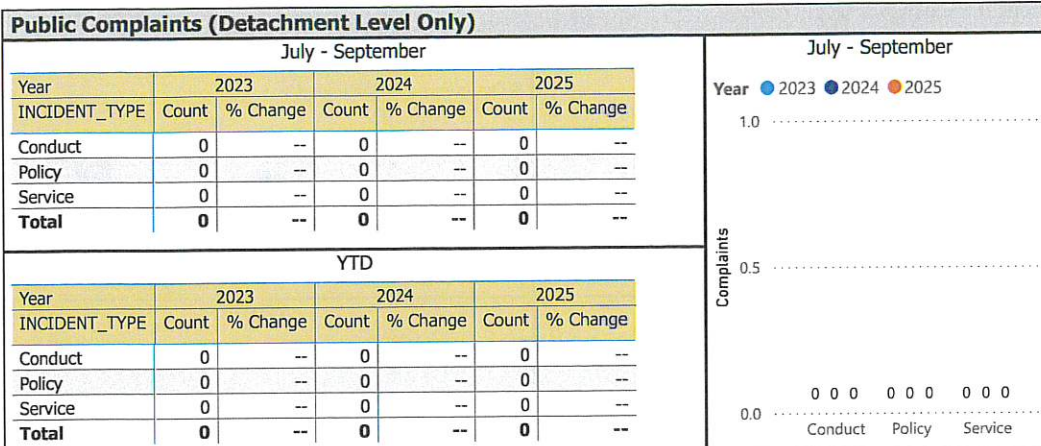 Public Complaints (Detachment Level Only)
July - September
Year 2023 2024 2025
INCIDENT_TYPE Count % Change Count % Change Count % Change
Conduct 0 -- 0 -- 0 --
Policy 0 -- 0 -- 0 --
Service 0 -- 0 -- 0 --
Total 0 -- 0 -- 0 --
YTD
Year 2023 2024 2025
INCIDENT_TYPE Count % Change Count % Change Count % Change
Conduct 0 -- 0 -- 0 --
Policy 0 -- 0 -- 0 --
Service 0 -- 0 -- 0 --
Total 0 -- 0 -- 0 --
July - September
Year 2023 2024 2025
Complaints
1.0
0.5
0.0
0 0 0 0 0 0 0 0 0
Conduct Policy Service